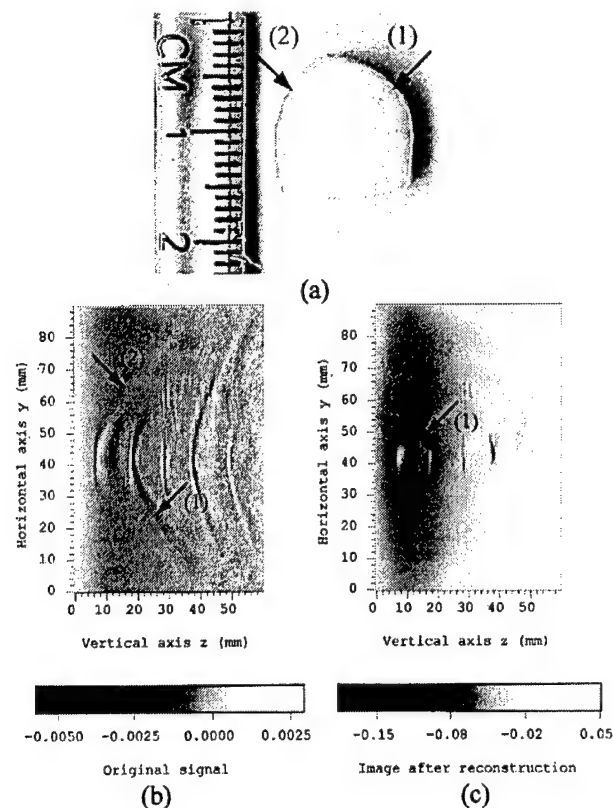 (2)
(1)
CM
1
2
(a)
80
70
60
50
40
30
20
10
0
Horizontal axis y (mm)
(2)
(1)
0 10 20 30 40 50
Vertical axis z (mm)
80
70
60
50
40
30
20
10
0
Horizontal axis y (mm)
(1)
0 10 20 30 40 50
Vertical axis z (mm)
-0.0050 -0.0025 0.0000 0.0025
Original signal
(b)
-0.15 -0.08 -0.02 0.05
Image after reconstruction
(c)